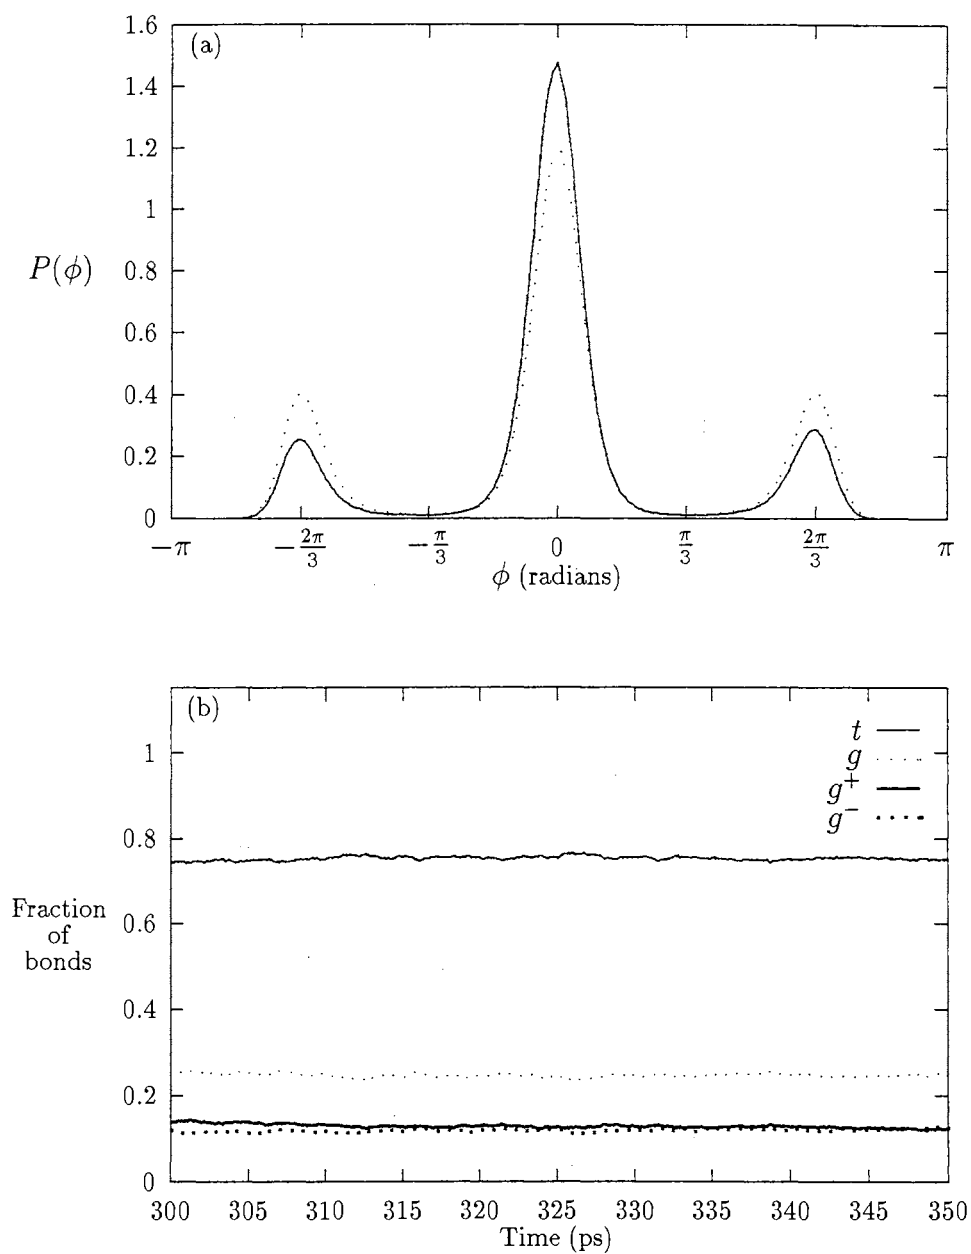 (a)
1.6
1.4
1.2
1
0.8
0.6
0.4
0.2
0
P(φ)
−π
−2π/3
−π/3
0
π/3
2π/3
π
φ (radians)
(b)
t
g
g⁺
g⁻
1
0.8
0.6
0.4
0.2
0
Fraction
of
bonds
300 305 310 315 320 325 330 335 340 345 350
Time (ps)